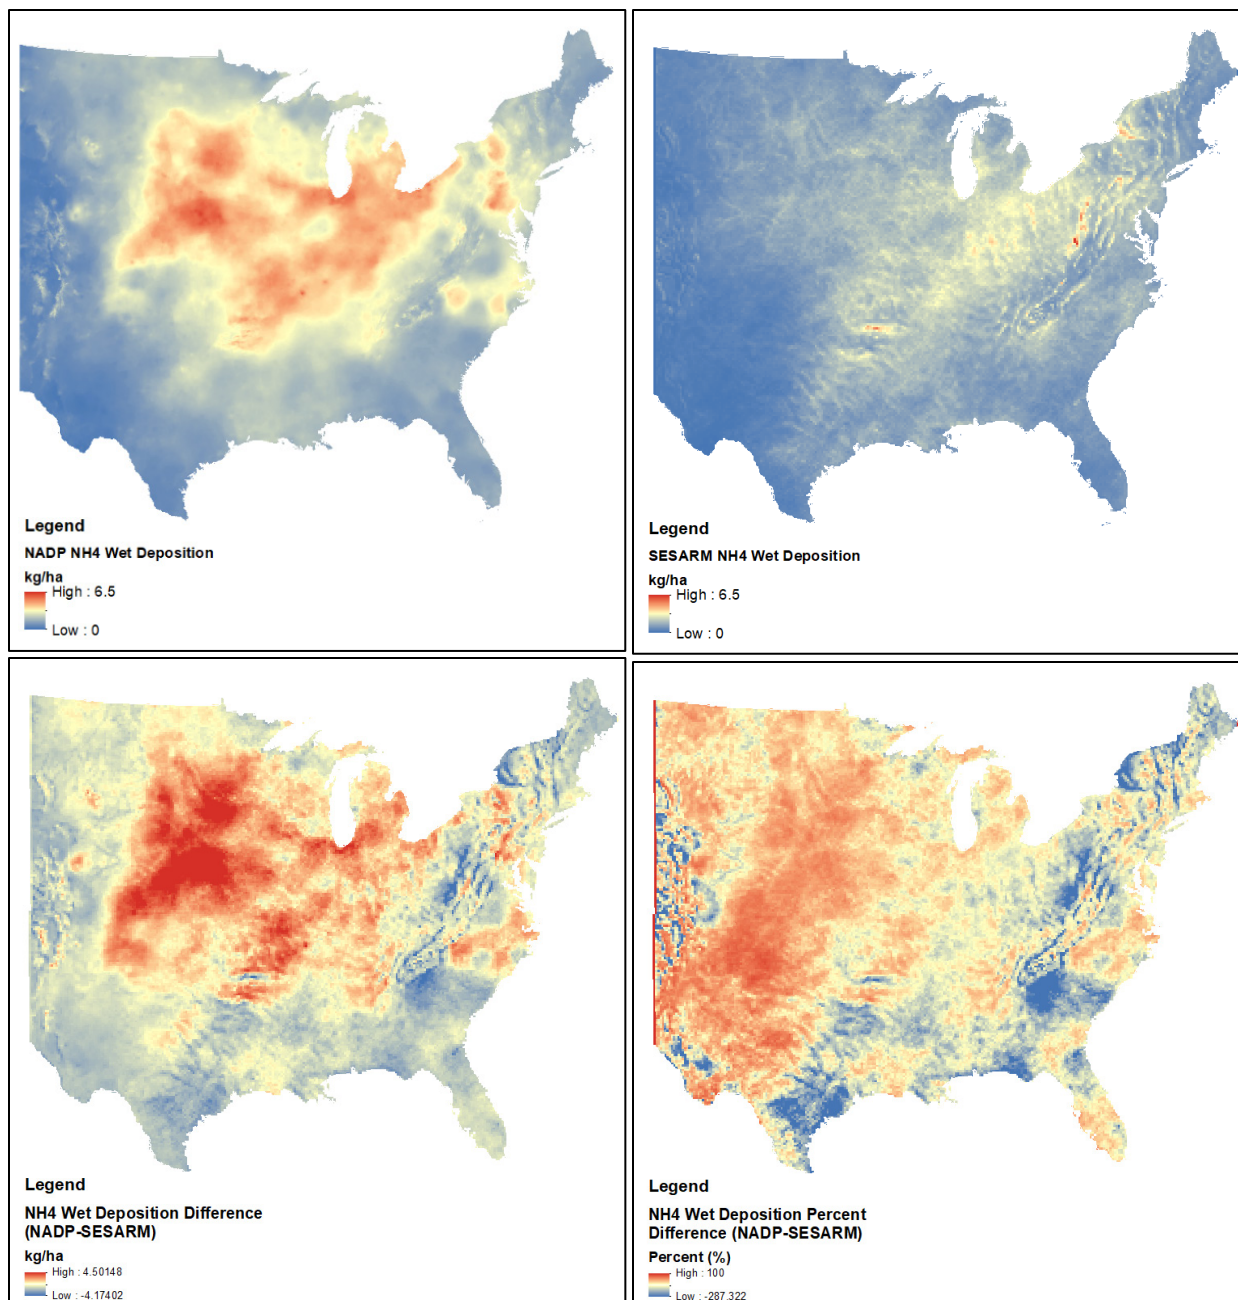 Legend
NADP NH4 Wet Deposition
kg/ha
High : 6.5
Low : 0
Legend
SESARM NH4 Wet Deposition
kg/ha
High : 6.5
Low : 0
Legend
NH4 Wet Deposition Difference
(NADP-SESARM)
kg/ha
High : 4.50148
Low : -4.17402
Legend
NH4 Wet Deposition Percent
Difference (NADP-SESARM)
Percent (%)
High : 100
Low : -287.322